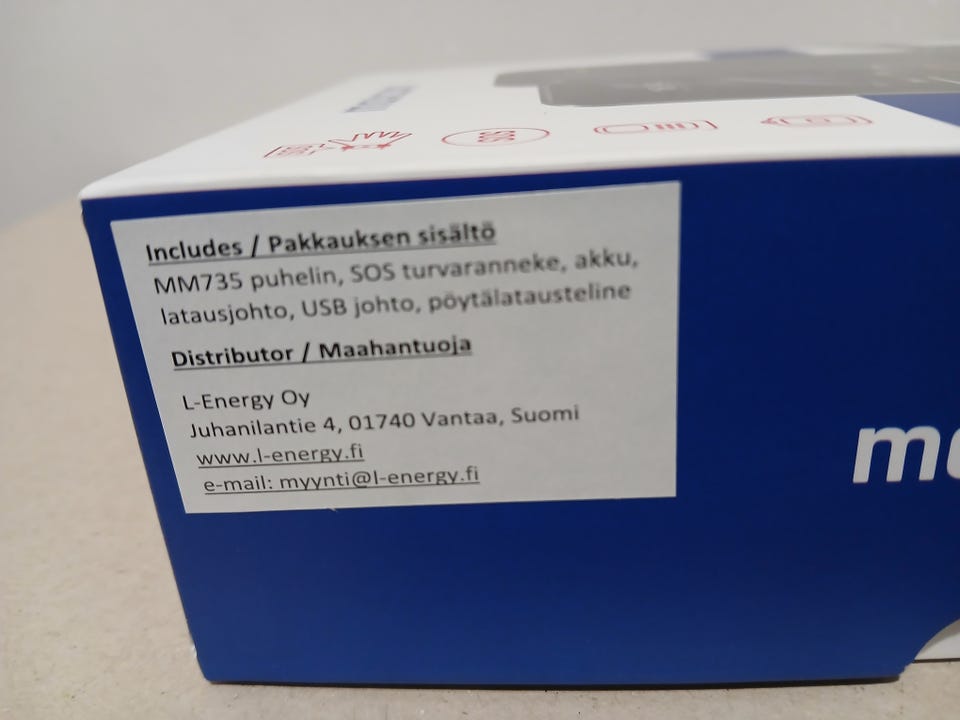 SOS
Includes / Pakkauksen sisältö
MM735 puhelin, SOS turvaranneke, akku,
latausjohto, USB johto, pöytälatausteline
Distributor / Maahantuoja
L-Energy Oy
Juhanilantie 4, 01740 Vantaa, Suomi
www.l-energy.fi
e-mail: myynti@l-energy.fi